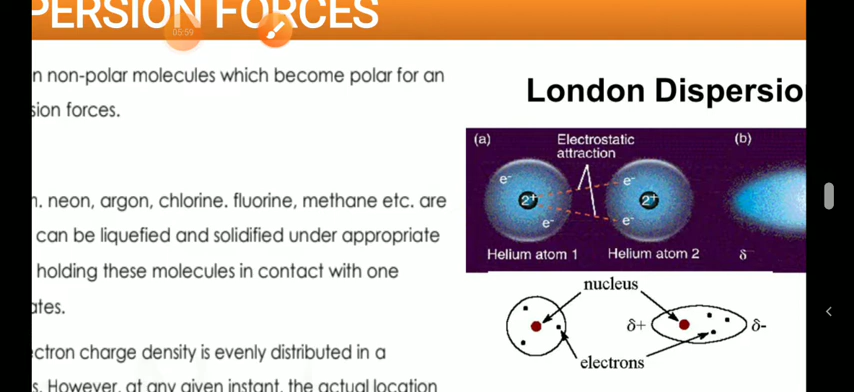 PERSION FORCES
05:59
n non-polar molecules which become polar for an
sion forces.
n. neon, argon, chlorine. fluorine, methane etc. are
can be liquefied and solidified under appropriate
holding these molecules in contact with one
ates.
ectron charge density is evenly distributed in a
s. However, at any given instant, the actual location
London Dispersio
(a)
Electrostatic
attraction
(b)
e⁻
e⁻
2⁺
2⁺
e⁻
e⁻
Helium atom 1
Helium atom 2
δ⁻
nucleus
δ+
δ-
electrons